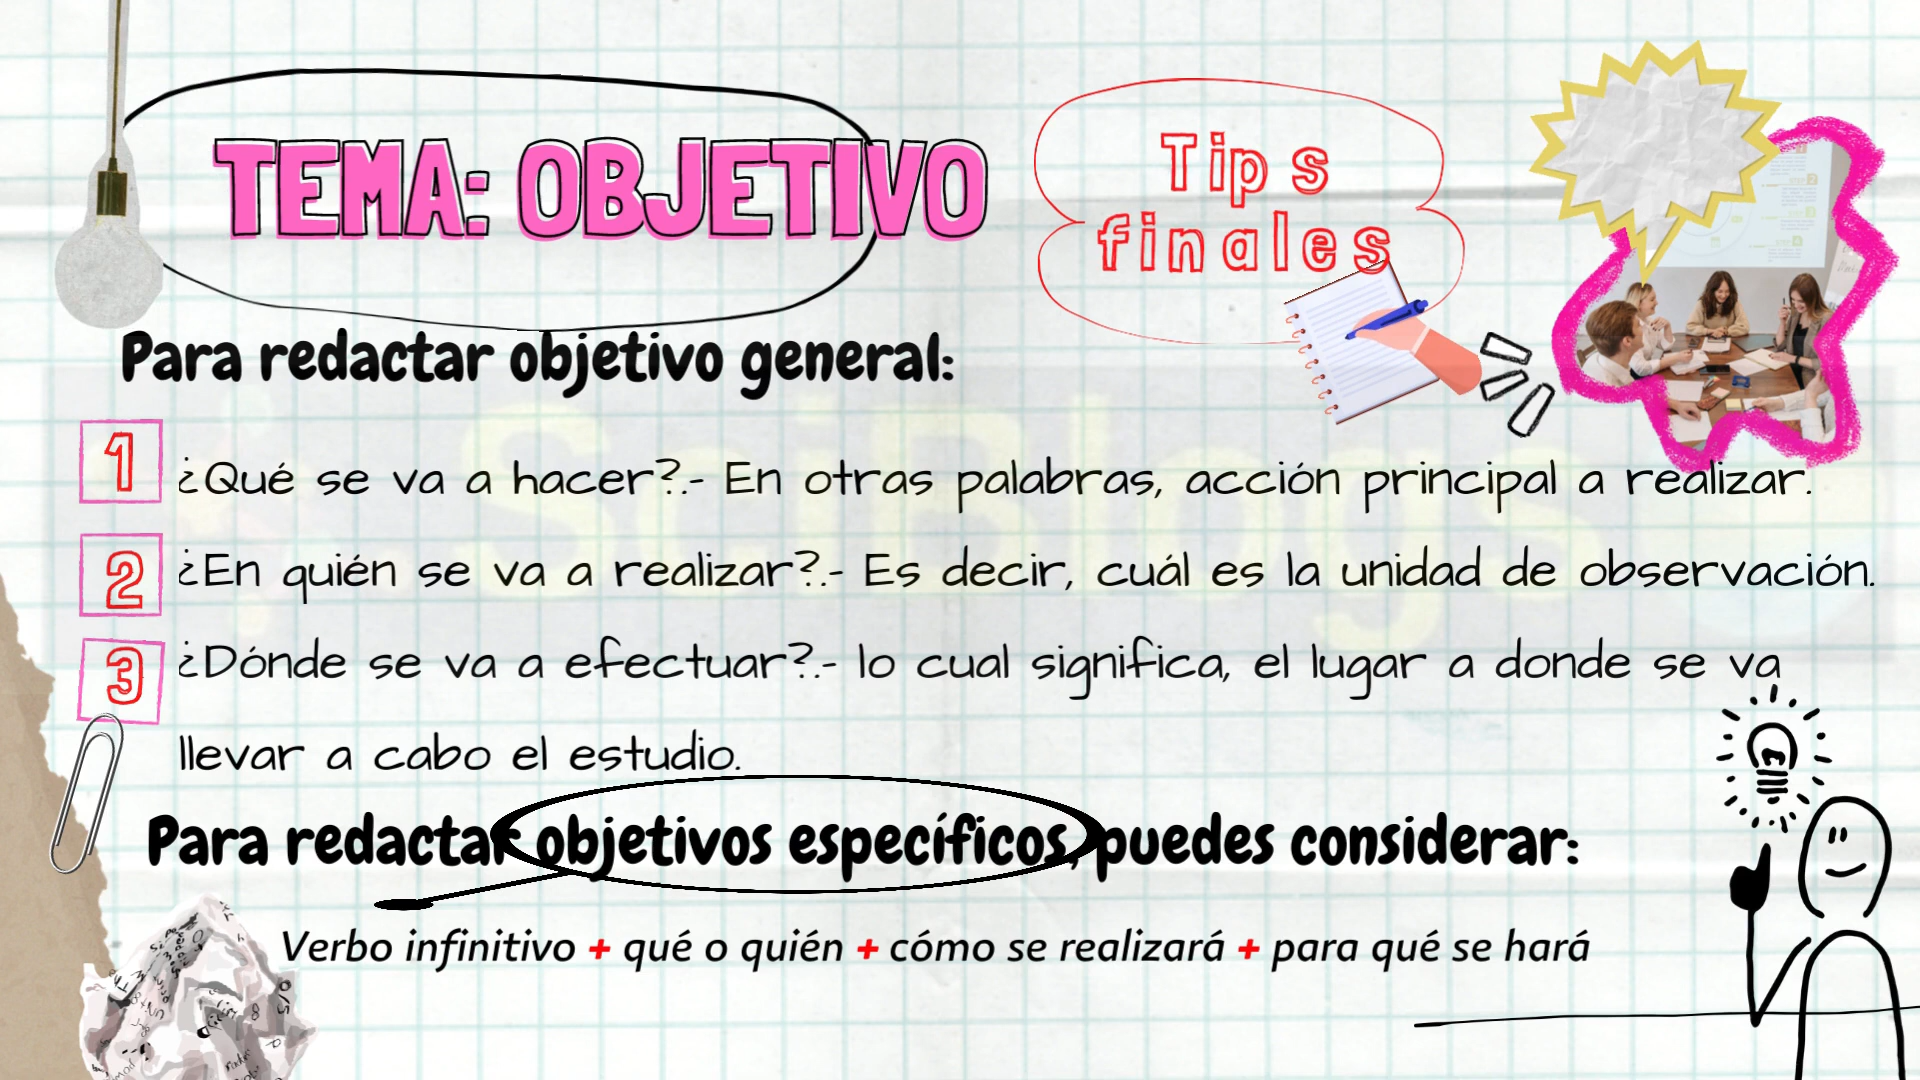 TEMA: OBJETIVO
Tips
finales
Para redactar objetivo general:
1
¿Qué se va a hacer?.- En otras palabras, acción principal a realizar.
2
¿En quién se va a realizar?.- Es decir, cuál es la unidad de observación.
3
¿Dónde se va a efectuar?.- lo cual significa, el lugar a donde se va
llevar a cabo el estudio.
Para redactar objetivos específicos, puedes considerar:
Verbo infinitivo + qué o quién + cómo se realizará + para qué se hará
SciBlogs